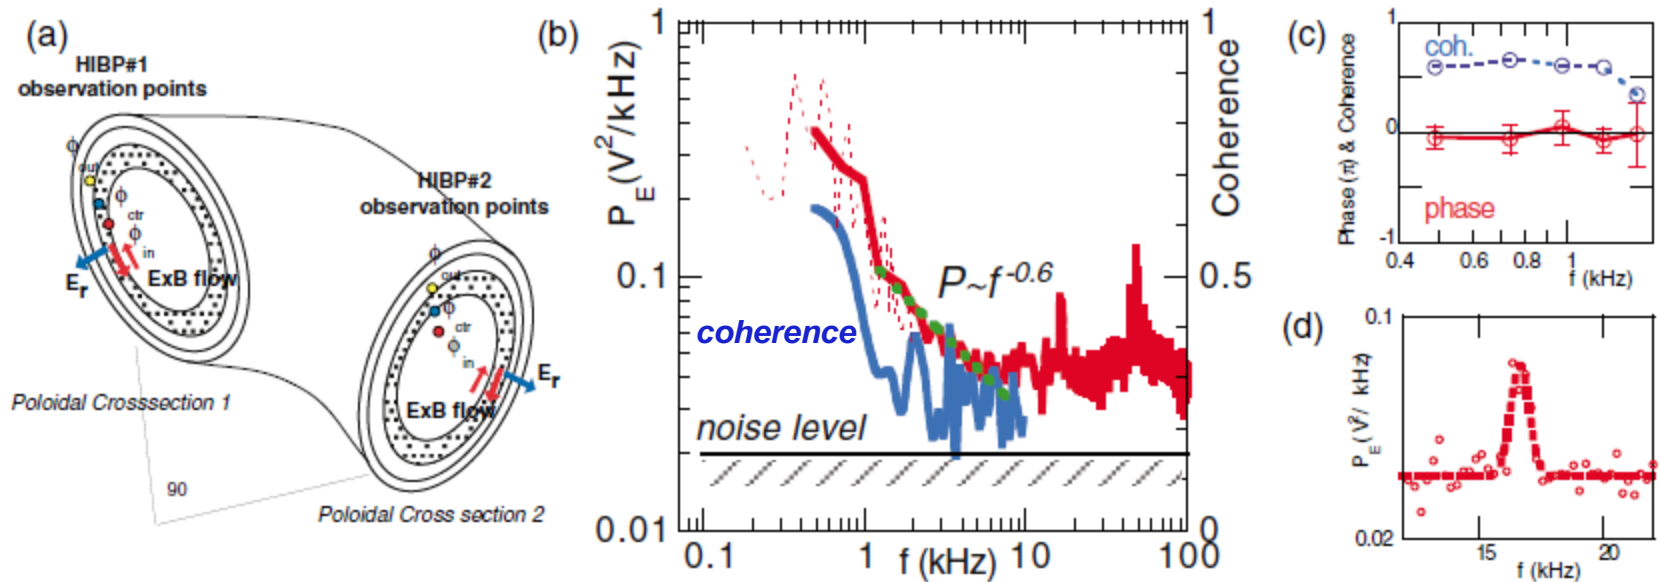 (a)
HIBP#1
observation points
ϕ
out
ϕ
ctr
ϕ
in
Er
ExB flow
Poloidal Crosssection 1
HIBP#2
observation points
ϕ
out
ϕ
ctr
ϕ
in
Er
ExB flow
90
Poloidal Cross section 2
(b)
PE (V²/kHz)
1
0.1
0.01
P~f-0.6
coherence
noise level
0.1
1
10
100
f (kHz)
1
0.5
0
Coherence
(c)
Phase (π) & Coherence
1
0
-1
coh.
phase
0.4
0.6
0.8
1
f (kHz)
(d)
PE (V²/ kHz)
0.1
0.02
15
20
f (kHz)